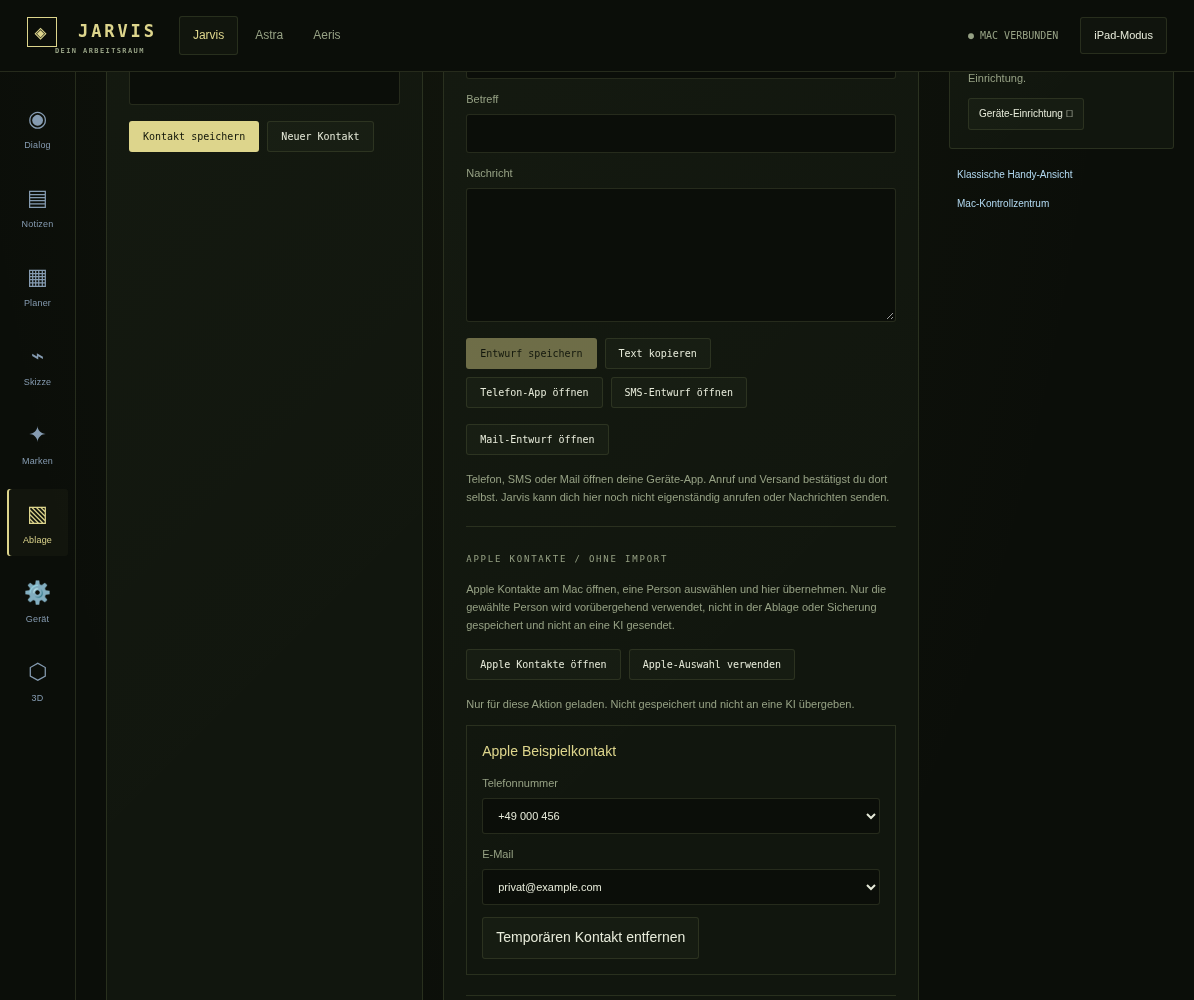 JARVIS
DEIN ARBEITSRAUM
Jarvis
Astra
Aeris
MAC VERBUNDEN
iPad-Modus
Dialog
Notizen
Planer
Skizze
Marken
Ablage
Gerät
3D
Kontakt speichern
Neuer Kontakt
Betreff
Nachricht
Entwurf speichern
Text kopieren
Telefon-App öffnen
SMS-Entwurf öffnen
Mail-Entwurf öffnen
Telefon, SMS oder Mail öffnen deine Geräte-App. Anruf und Versand bestätigst du dort
selbst. Jarvis kann dich hier noch nicht eigenständig anrufen oder Nachrichten senden.
APPLE KONTAKTE / OHNE IMPORT
Apple Kontakte am Mac öffnen, eine Person auswählen und hier übernehmen. Nur die
gewählte Person wird vorübergehend verwendet, nicht in der Ablage oder Sicherung
gespeichert und nicht an eine KI gesendet.
Apple Kontakte öffnen
Apple-Auswahl verwenden
Nur für diese Aktion geladen. Nicht gespeichert und nicht an eine KI übergeben.
Apple Beispielkontakt
Telefonnummer
+49 000 456
E-Mail
privat@example.com
Temporären Kontakt entfernen
Einrichtung.
Geräte-Einrichtung
Klassische Handy-Ansicht
Mac-Kontrollzentrum